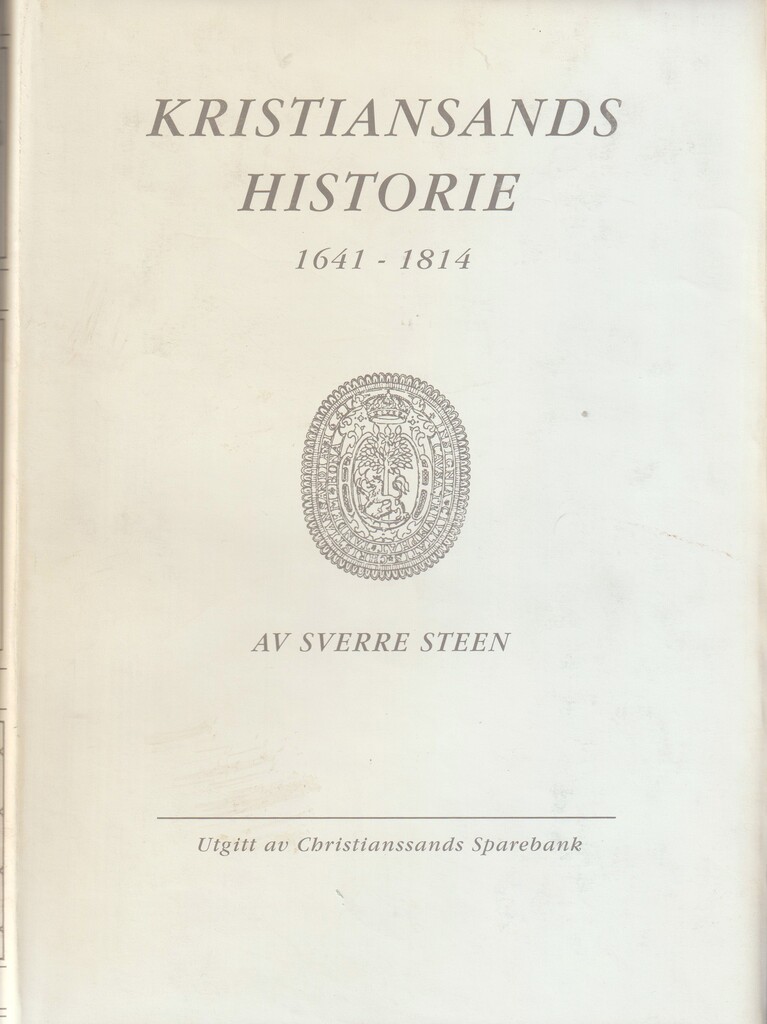 KRISTIANSANDS
HISTORIE
1641 - 1814
AV SVERRE STEEN
Utgitt av Christianssands Sparebank